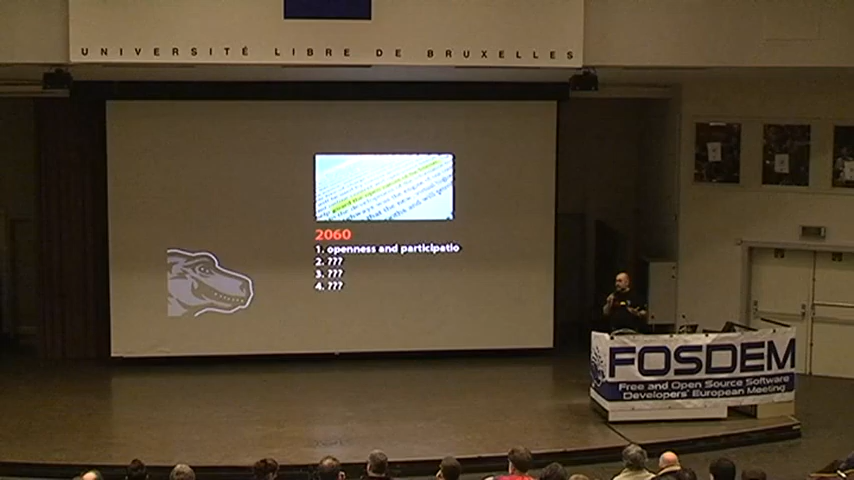 UNIVERSITÉ LIBRE DE BRUXELLES
2060
1. openness and participatio
2. ???
3. ???
4. ???
FOSDEM
Free and Open Source Software
Developers' European Meeting